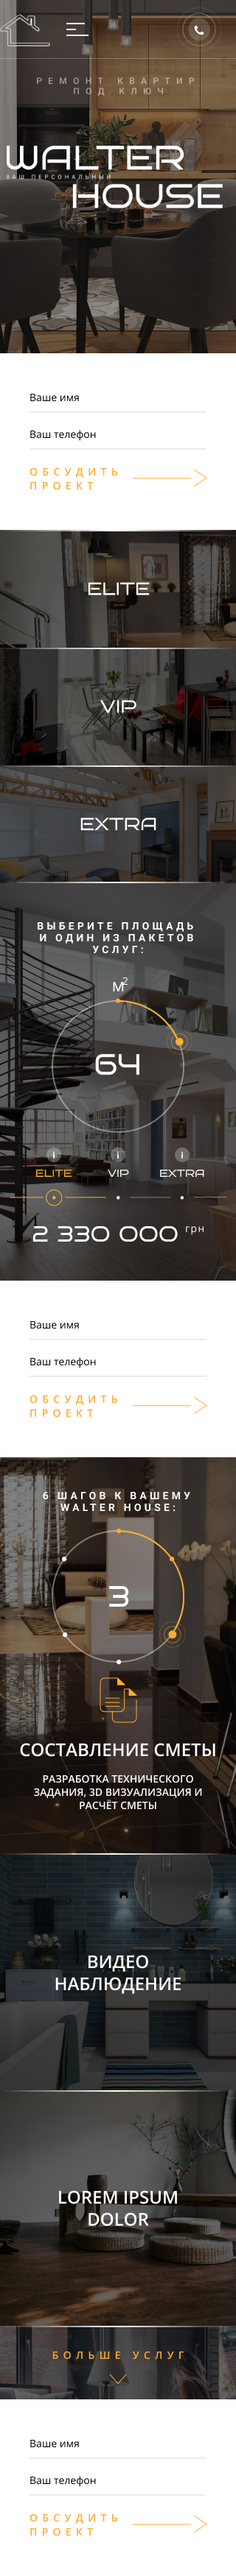 РЕМОНТ КВАРТИР
ПОД КЛЮЧ
WALTER
ВАШ ПЕРСОНАЛЬНЫЙ
HOUSE
Ваше имя
Ваш телефон
ОБСУДИТЬ
ПРОЕКТ
ELITE
VIP
EXTRA
ВЫБЕРИТЕ ПЛОЩАДЬ
И ОДИН ИЗ ПАКЕТОВ
УСЛУГ:
М2
64
i i i
ELITE VIP EXTRA
2 330 000 грн
Ваше имя
Ваш телефон
ОБСУДИТЬ
ПРОЕКТ
6 ШАГОВ К ВАШЕМУ
WALTER HOUSE:
3
СОСТАВЛЕНИЕ СМЕТЫ
РАЗРАБОТКА ТЕХНИЧЕСКОГО
ЗАДАНИЯ, 3D ВИЗУАЛИЗАЦИЯ И
РАСЧЁТ СМЕТЫ
ВИДЕО
НАБЛЮДЕНИЕ
LOREM IPSUM
DOLOR
БОЛЬШЕ УСЛУГ
Ваше имя
Ваш телефон
ОБСУДИТЬ
ПРОЕКТ